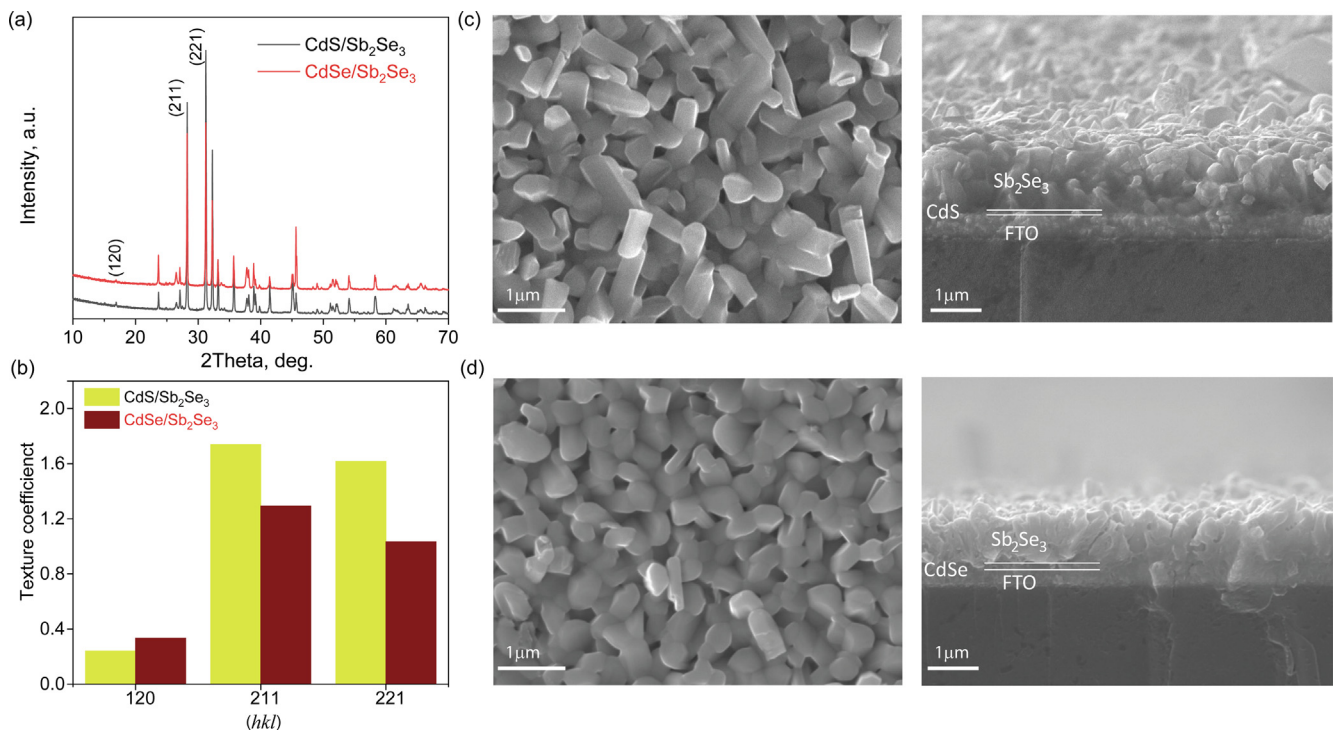 (a)
CdS/Sb₂Se₃
CdSe/Sb₂Se₃
(120)
(211)
(221)
Intensity, a.u.
10 20 30 40 50 60 70
2Theta, deg.
(b)
CdS/Sb₂Se₃
CdSe/Sb₂Se₃
Texture coefficienct
2.0
1.6
1.2
0.8
0.4
0.0
120 211 221
(hkl)
(c)
1µm
Sb₂Se₃
CdS
FTO
1µm
(d)
1µm
Sb₂Se₃
CdSe
FTO
1µm